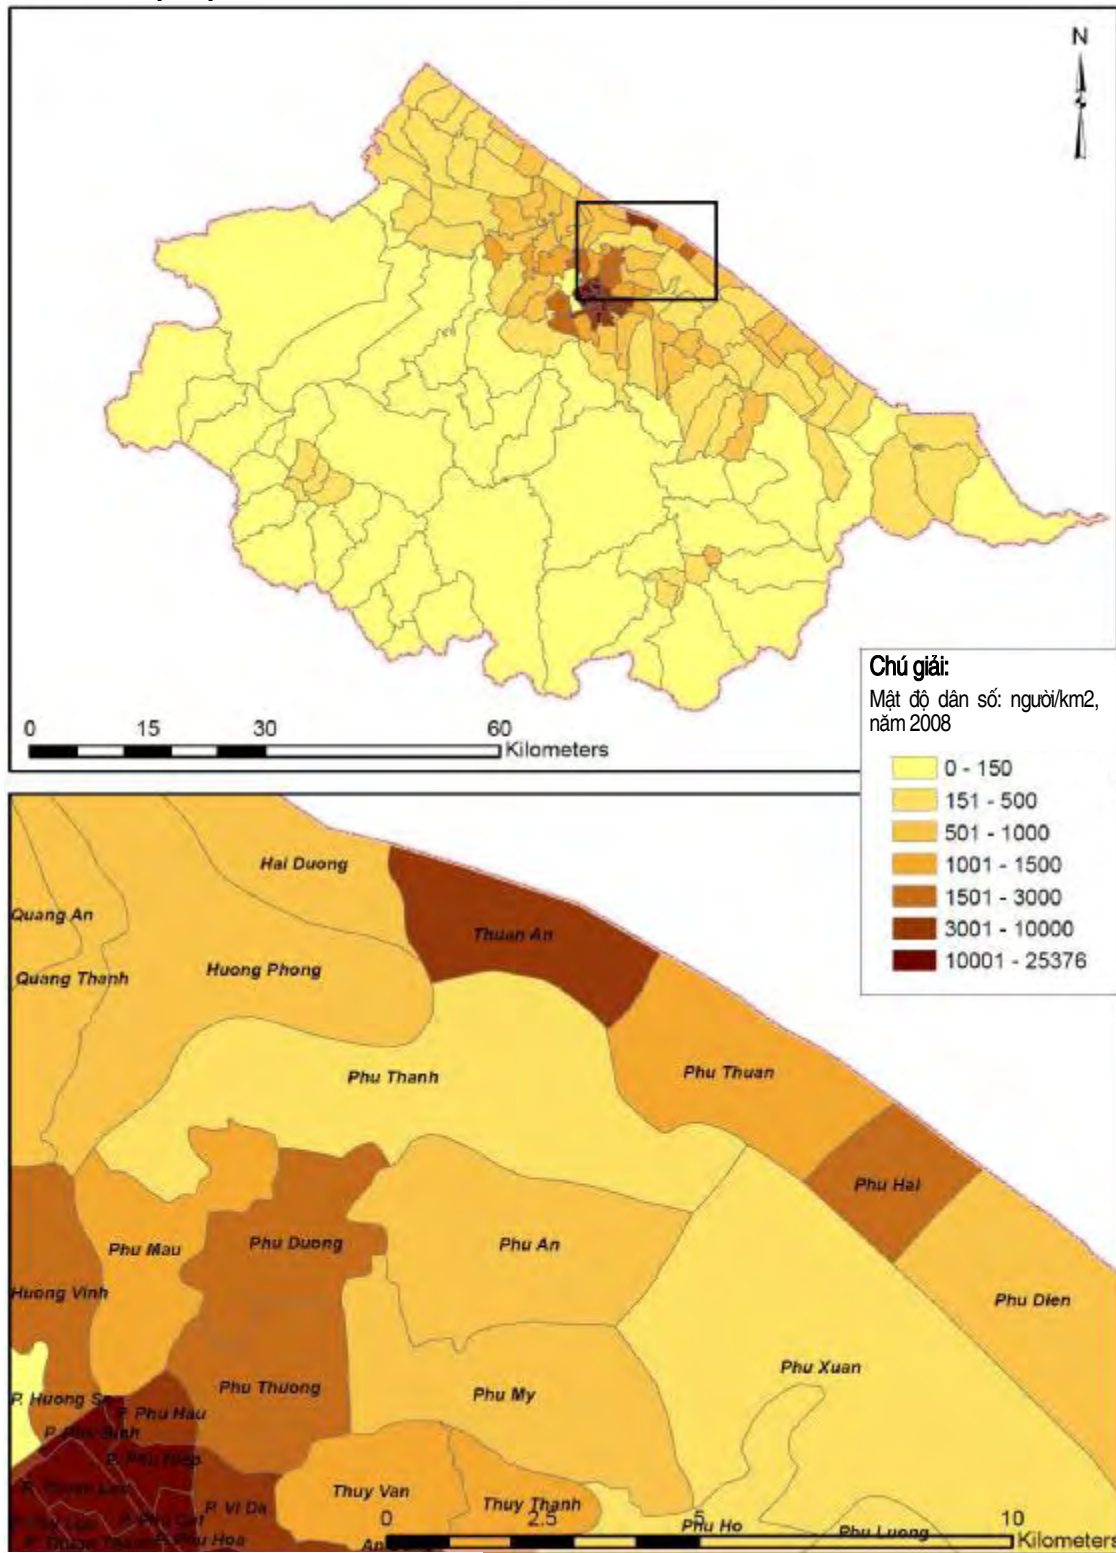 N
0 15 30 60
Kilometers
Chú giải:
Mật độ dân số: người/km2,
năm 2008
0 - 150
151 - 500
501 - 1000
1001 - 1500
1501 - 3000
3001 - 10000
10001 - 25376
Hai Duong
Quang An
Thuan An
Huong Phong
Quang Thanh
Phu Thanh
Phu Thuan
Phu Hai
Phu Mau
Phu Duong
Phu An
Huong Vinh
Phu Dien
Phu Xuan
Phu Thuong
Phu My
P. Huong
P. Phu Hau
P. Phu Hiep
Thuy Van
Thuy Thanh
P. Vi Da
P. Phu Cat
Phu Ho
Phu Luong
P. Phu Hoa
An
0 2.5 5 10
Kilometers